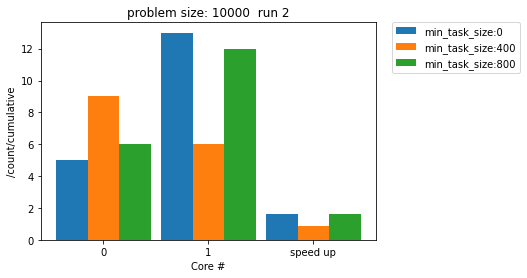 problem size: 10000  run 2
min_task_size:0
min_task_size:400
min_task_size:800
/count/cumulative
12
10
8
6
4
2
0
0 1 speed up
Core #